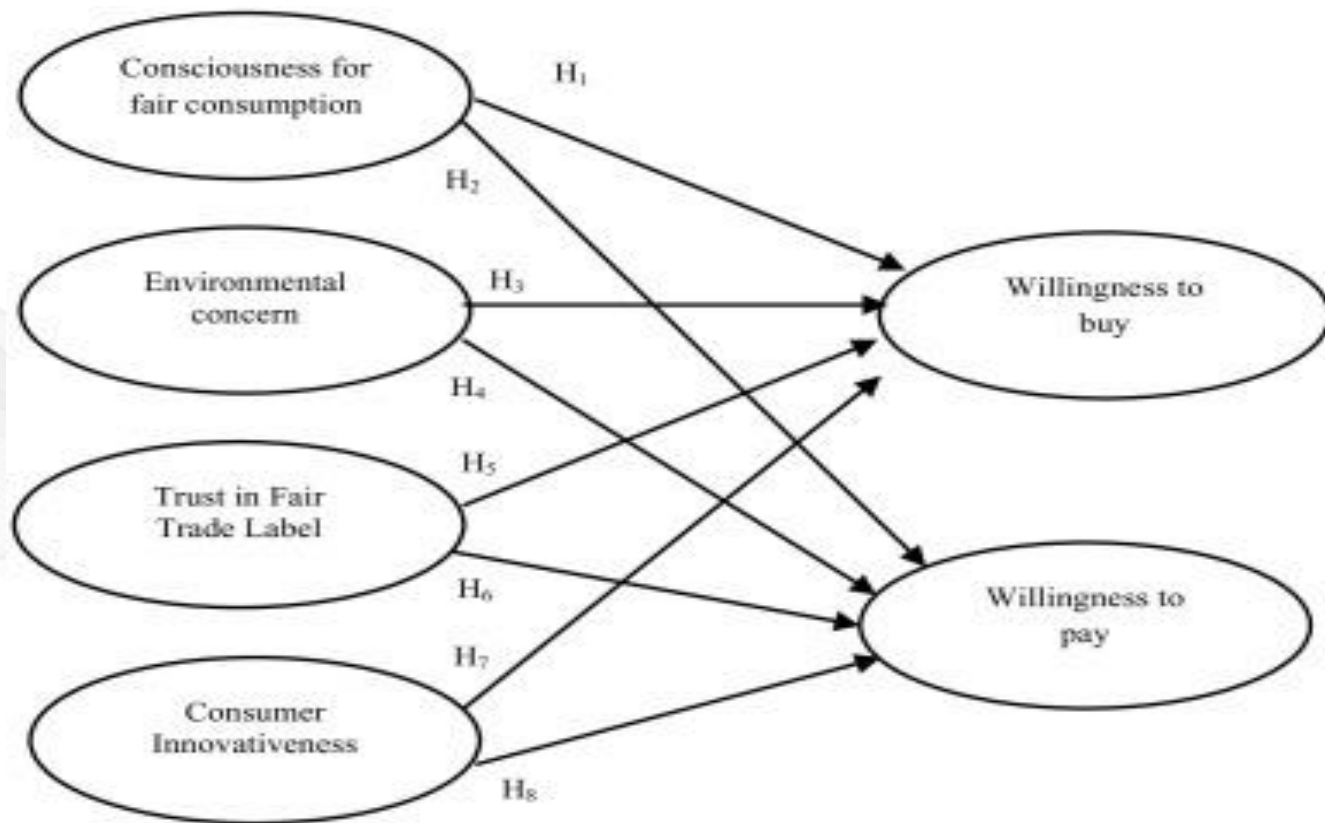 Consciousness for
fair consumption
H₁
H₂
Environmental
concern
H₃
Willingness to
buy
H₄
Trust in Fair
Trade Label
H₅
H₆
Willingness to
pay
H₇
Consumer
Innovativeness
H₈